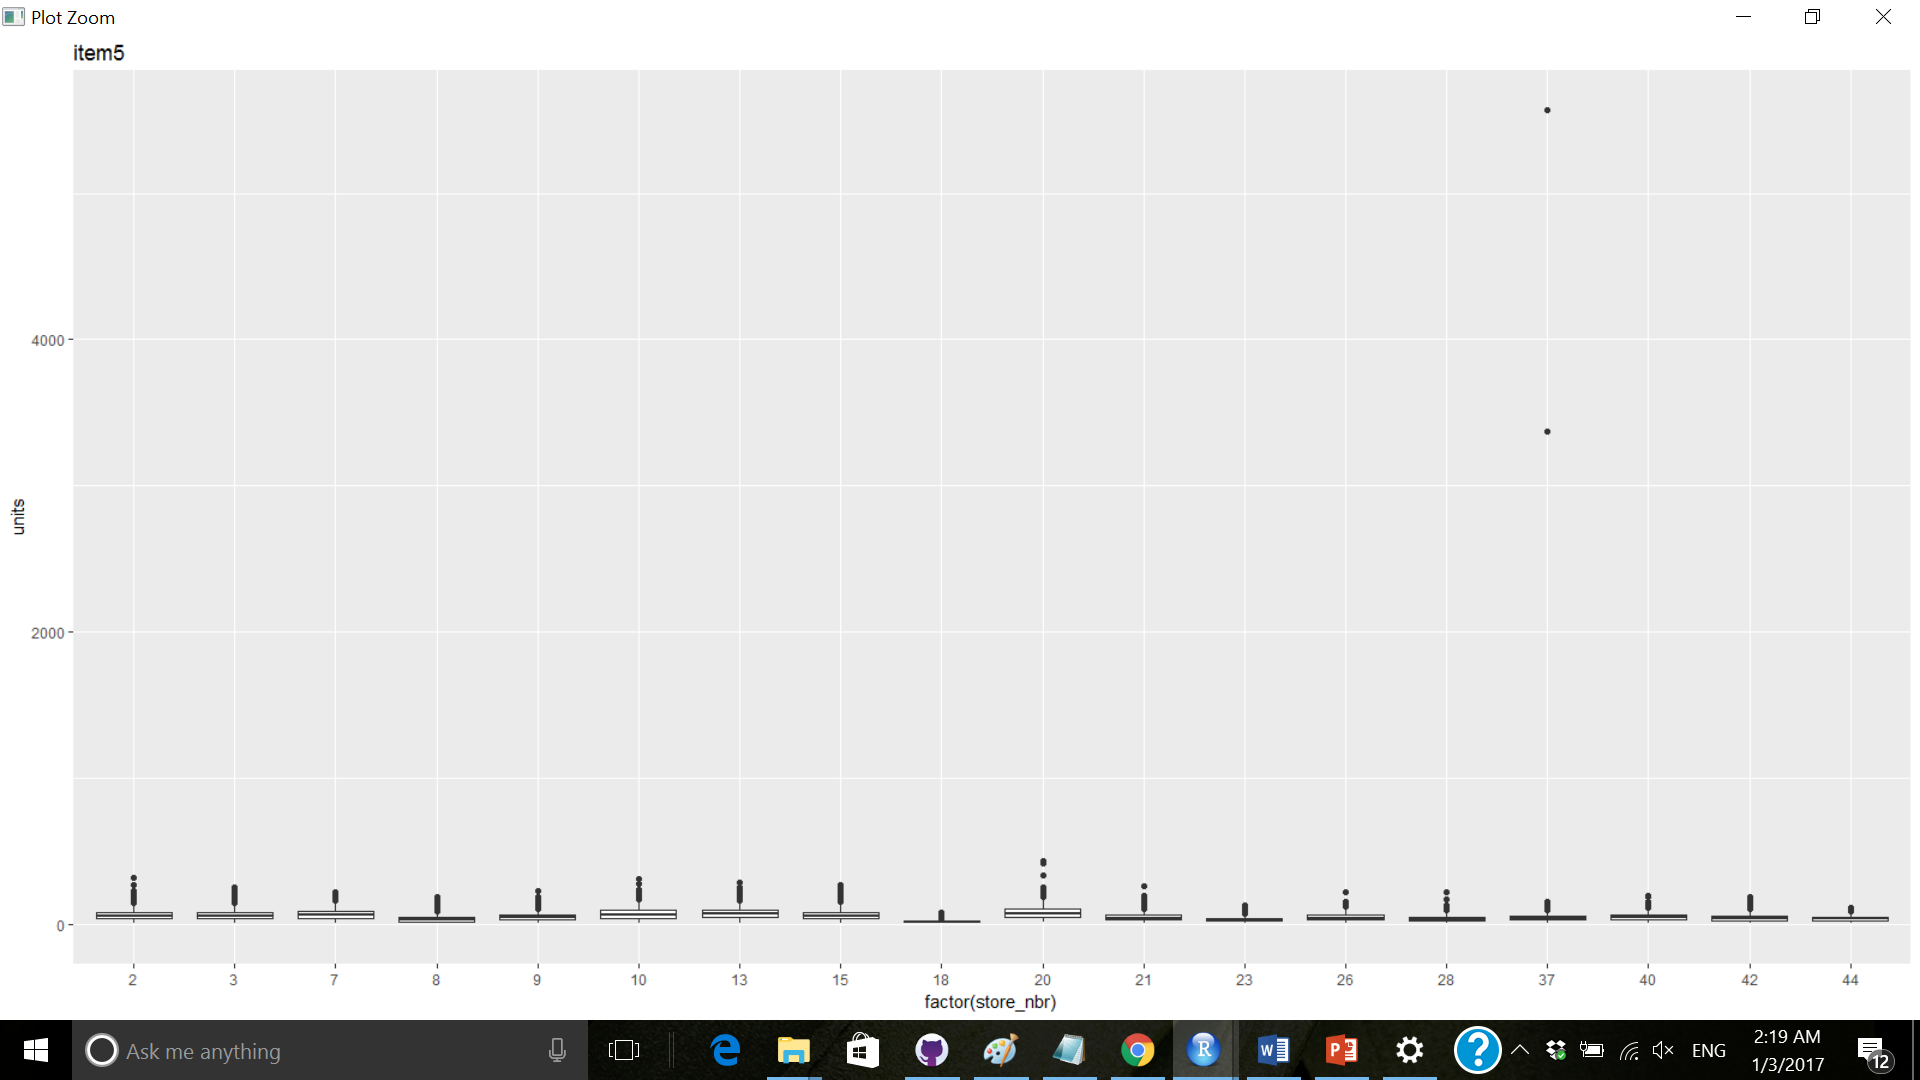 Plot Zoom
item5
units
4000
2000
0
2 3 7 8 9 10 13 15 18 20 21 23 26 28 37 40 42 44
factor(store_nbr)
Ask me anything
e
R
W
P
?
ENG
2:19 AM
1/3/2017
12